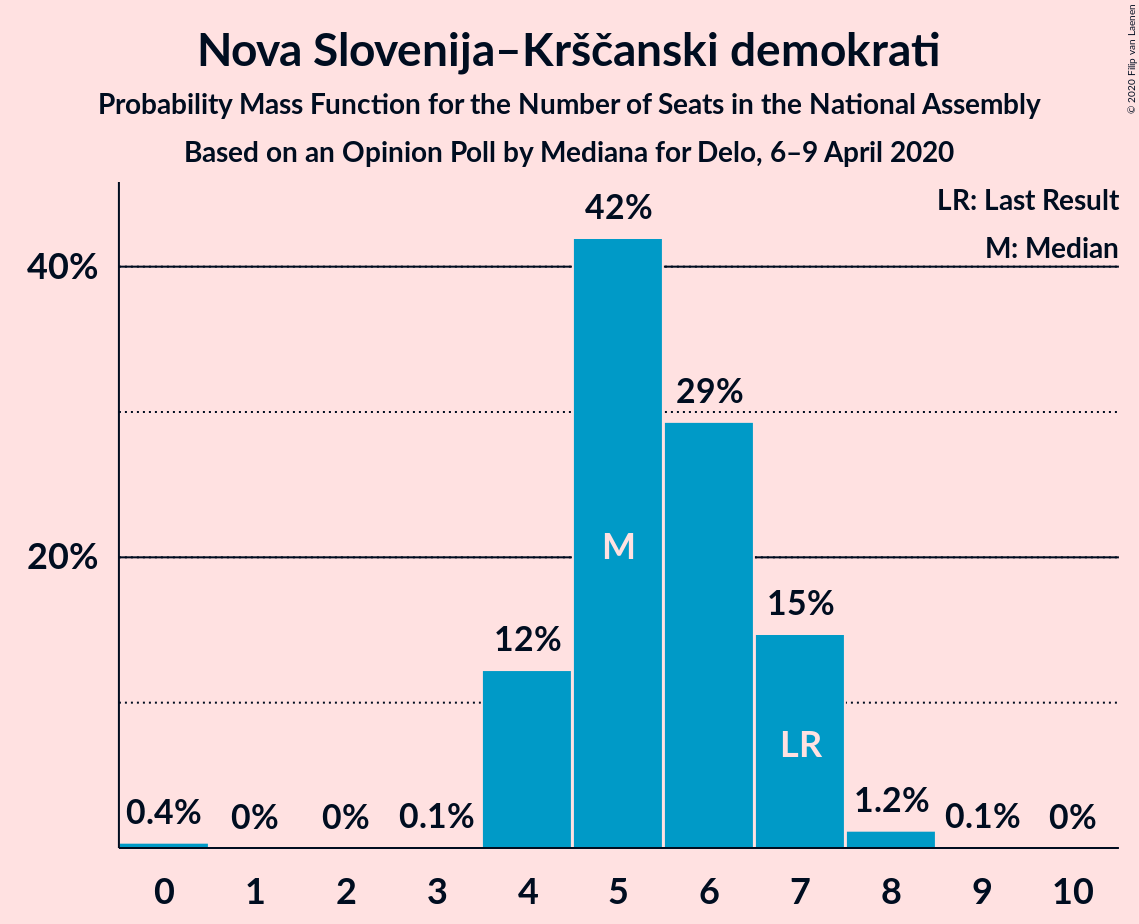 Nova Slovenija–Krščanski demokrati
Probability Mass Function for the Number of Seats in the National Assembly
Based on an Opinion Poll by Mediana for Delo, 6–9 April 2020
© 2020 Filip van Laenen
LR: Last Result
M: Median
42%
40%
29%
20%
M
15%
12%
LR
0.4%
0%
0%
0.1%
1.2%
0.1%
0%
0 1 2 3 4 5 6 7 8 9 10